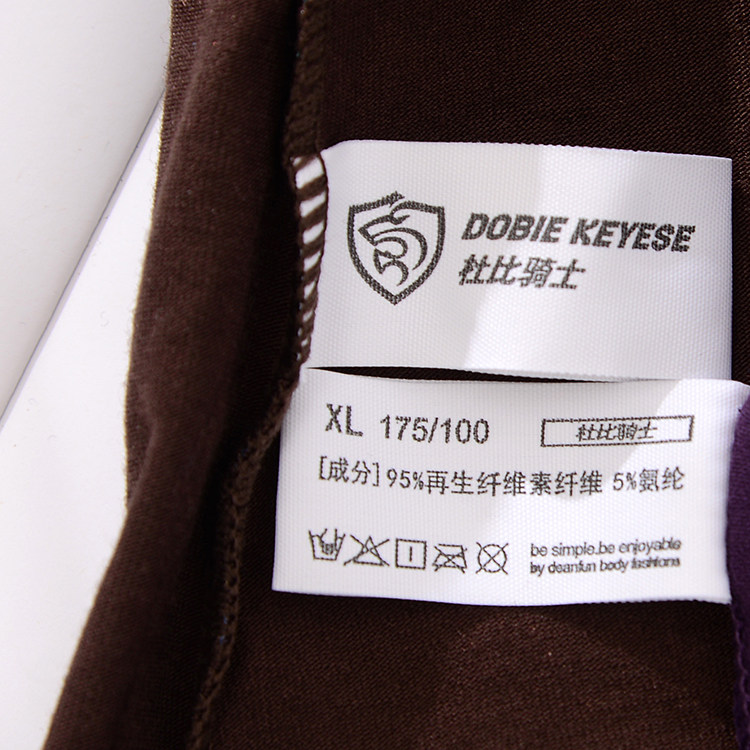 DOBIE KEYESE
杜比骑士
XL 175/100 杜比骑士
[成分]95%再生纤维素纤维 5%氨纶
be simple.be enjoyable
by deanfun body fashions